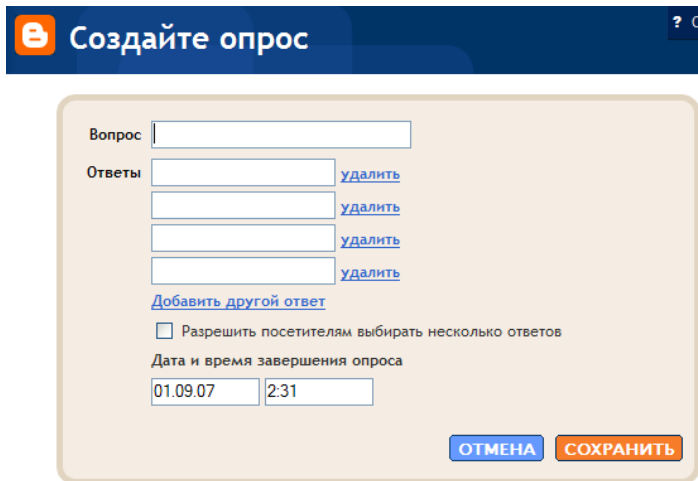 ? С
Создайте опрос
Вопрос
Ответы удалить
удалить
удалить
удалить
Добавить другой ответ
Разрешить посетителям выбирать несколько ответов
Дата и время завершения опроса
01.09.07 2:31
ОТМЕНА СОХРАНИТЬ